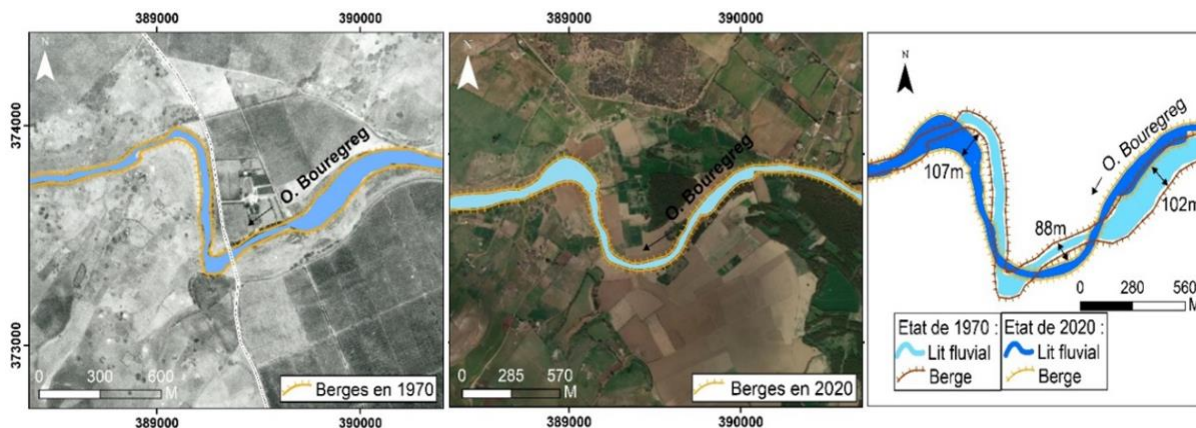 389000
390000
389000
390000
N
N
N
374000
373000
O. Bouregreg
O. Bouregreg
O. Bouregreg
107m
88m
102m
0 280 560
M
0 300 600
M
Berges en 1970
0 285 570
M
Berges en 2020
Etat de 1970 :
Lit fluvial
Berge
Etat de 2020 :
Lit fluvial
Berge
389000
390000
389000
390000